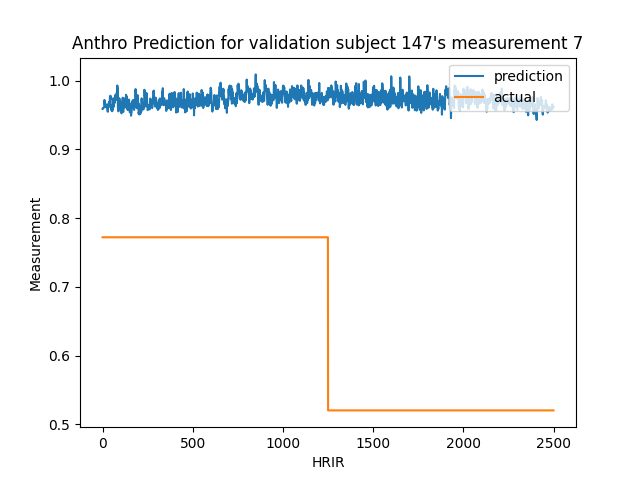 Anthro Prediction for validation subject 147's measurement 7
prediction
actual
1.0
0.9
0.8
0.7
0.6
0.5
Measurement
0
500
1000
1500
2000
2500
HRIR